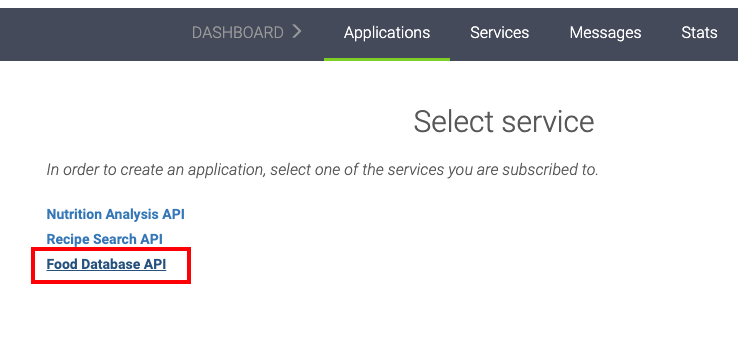 DASHBOARD > Applications Services Messages Stats
Select service
In order to create an application, select one of the services you are subscribed to.
Nutrition Analysis API
Recipe Search API
Food Database API